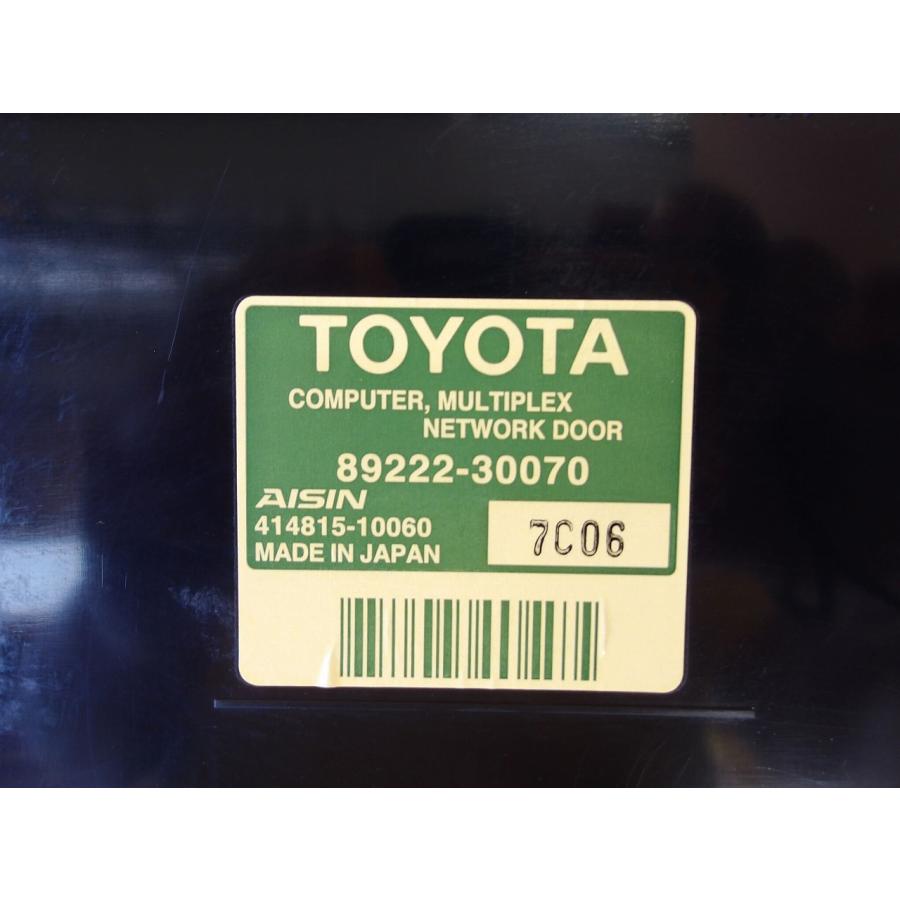 TOYOTA
COMPUTER, MULTIPLEX
NETWORK DOOR
89222-30070
AISIN
414815-10060
MADE IN JAPAN
7C06